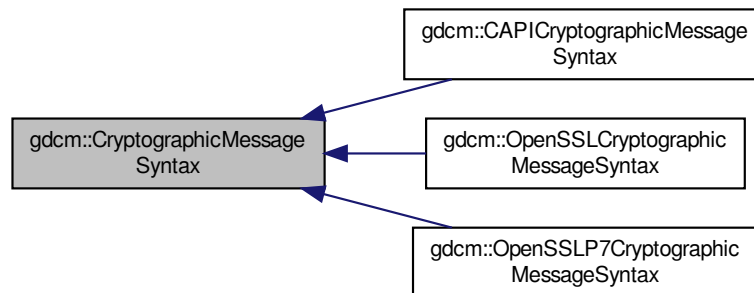 gdcm::CAPICryptographicMessage
Syntax
gdcm::CryptographicMessage
Syntax
gdcm::OpenSSLCryptographic
MessageSyntax
gdcm::OpenSSLP7Cryptographic
MessageSyntax